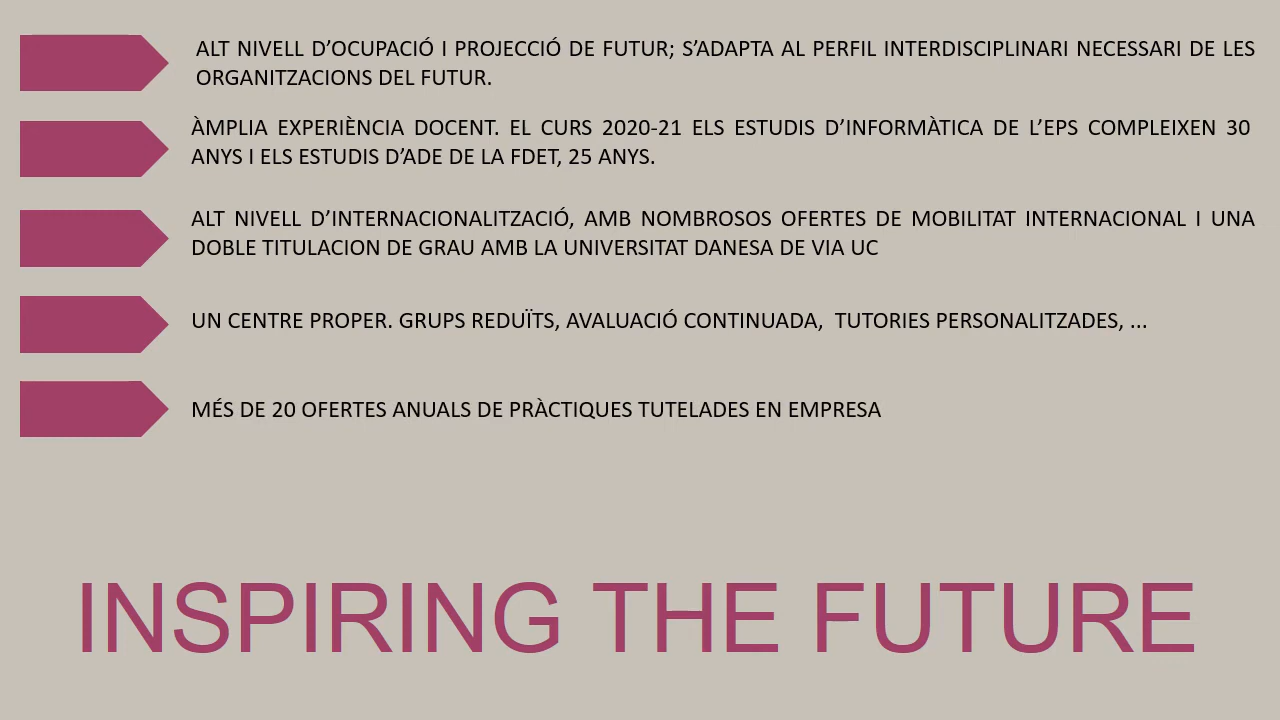 ALT NIVELL D’OCUPACIÓ I PROJECCIÓ DE FUTUR; S’ADAPTA AL PERFIL INTERDISCIPLINARI NECESSARI DE LES
ORGANITZACIONS DEL FUTUR.
ÀMPLIA EXPERIÈNCIA DOCENT. EL CURS 2020-21 ELS ESTUDIS D’INFORMÀTICA DE L’EPS COMPLEIXEN 30
ANYS I ELS ESTUDIS D’ADE DE LA FDET, 25 ANYS.
ALT NIVELL D’INTERNACIONALITZACIÓ, AMB NOMBROSOS OFERTES DE MOBILITAT INTERNACIONAL I UNA
DOBLE TITULACION DE GRAU AMB LA UNIVERSITAT DANESA DE VIA UC
UN CENTRE PROPER. GRUPS REDUÏTS, AVALUACIÓ CONTINUADA, TUTORIES PERSONALITZADES, ...
MÉS DE 20 OFERTES ANUALS DE PRÀCTIQUES TUTELADES EN EMPRESA
INSPIRING THE FUTURE